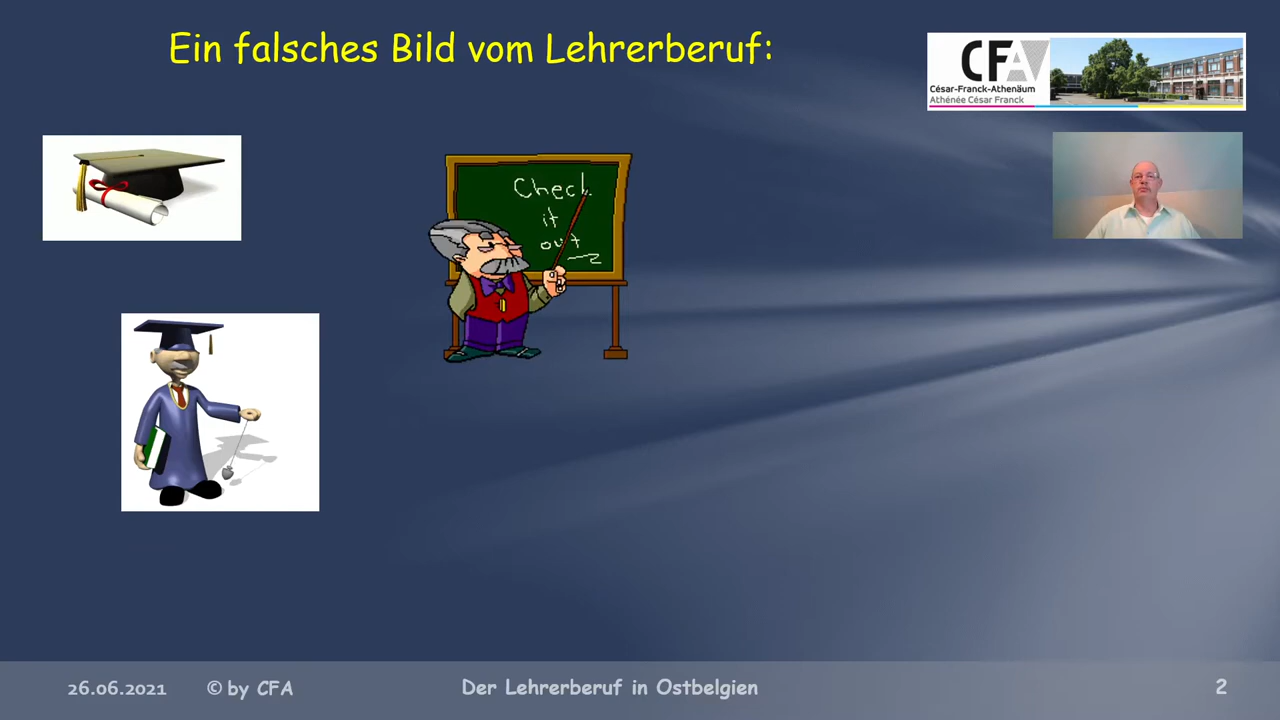 Ein falsches Bild vom Lehrerberuf:
CFA
César-Franck-Athenäum
Athénée César Franck
Check
it
out
26.06.2021 © by CFA Der Lehrerberuf in Ostbelgien 2